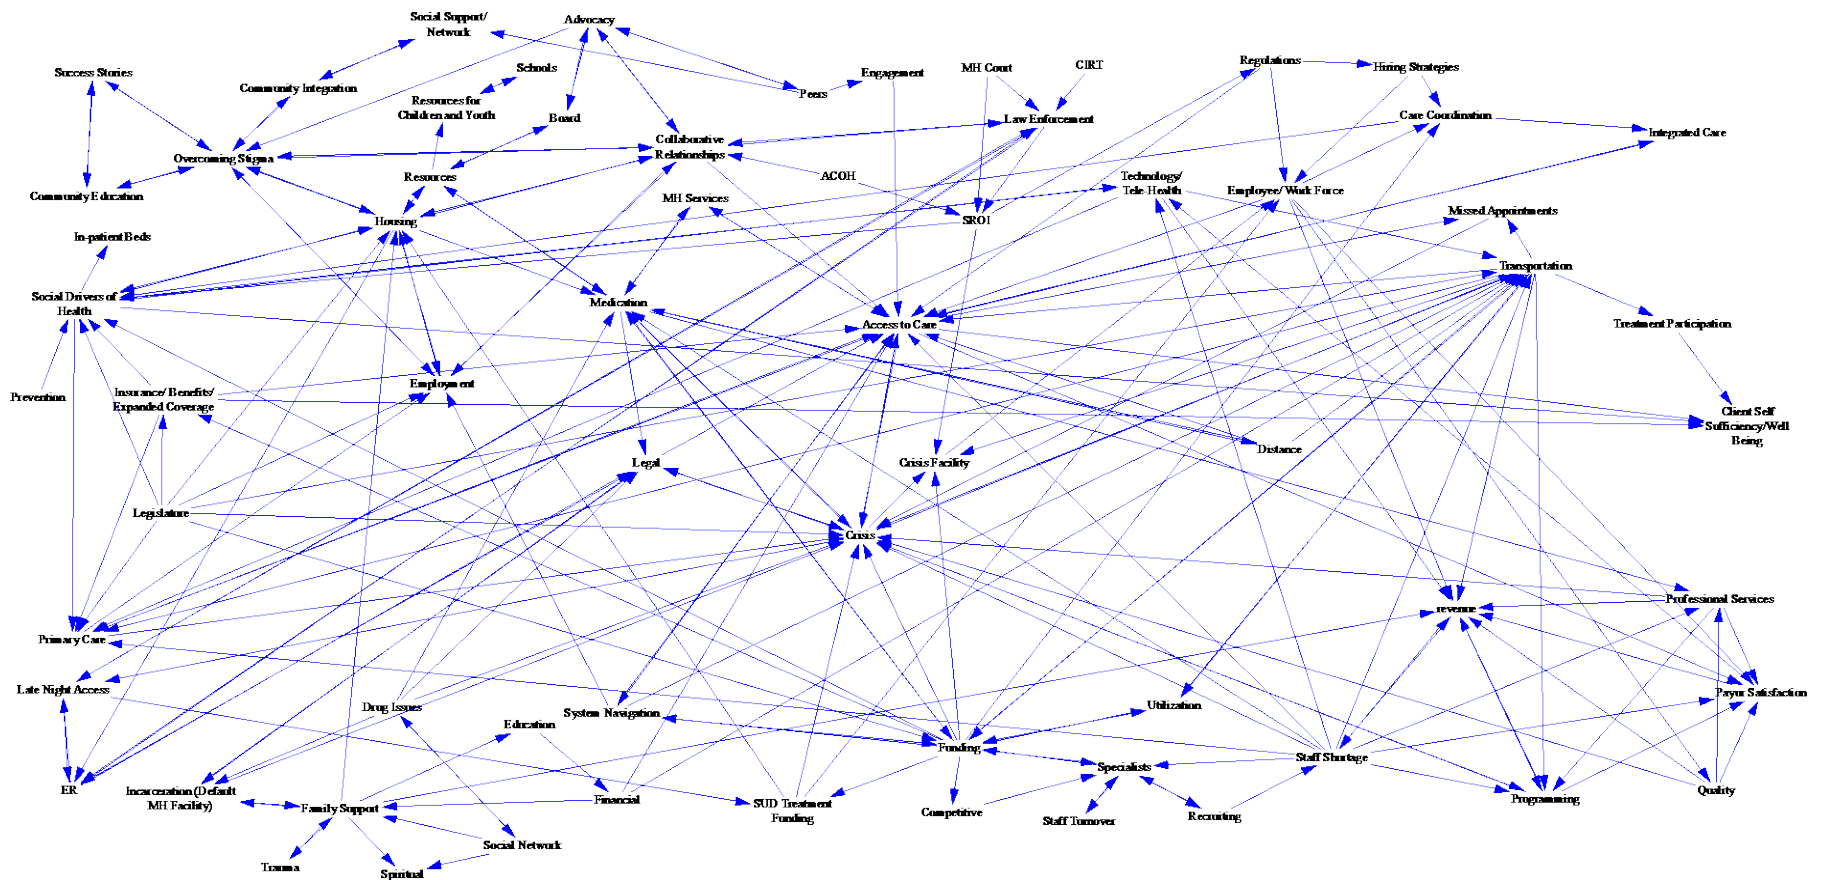 Social Support/
Network
Advocacy
Success Stories
Schools
Engagement
MH Court
CIRT
Regulations
Hiring Strategies
Community Integration
Peers
Resources for
Children and Youth
Board
Law Enforcement
Care Coordination
Integrated Care
Collaborative
Relationships
Overcoming Stigma
Resources
ACOH
Technology/
Tele-Health
Employee/Work Force
Community Education
MH Services
Missed Appointments
Housing
SROI
In-patient Beds
Transportation
Social Drivers of
Health
Medication
Access to Care
Treatment Participation
Employment
Prevention
Insurance/Benefits/
Expanded Coverage
Client Self
Sufficiency/Well
Being
Distance
Legal
Crisis Facility
Legislature
Crisis
Professional Services
revenue
Primary Care
Late Night Access
Payur Satisfaction
Drug Issues
System Navigation
Utilization
Education
Funding
Staff Shortage
Specialists
ER
Incarceration (Default
MH Facility)
Family Support
Financial
SUD Treatment
Funding
Competitive
Staff Turnover
Recruiting
Programming
Quality
Social Network
Trauma
Spiritual